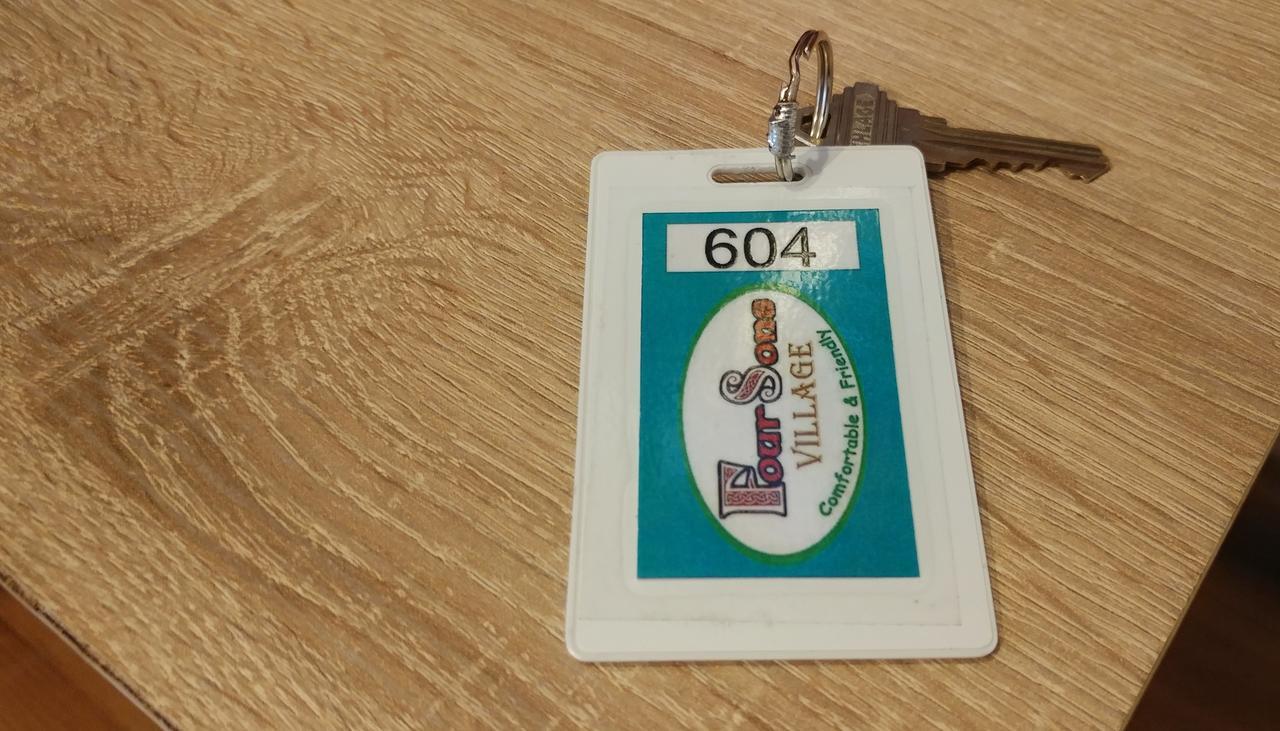 604
Four Sons
VILLAGE
Comfortable & Friendly